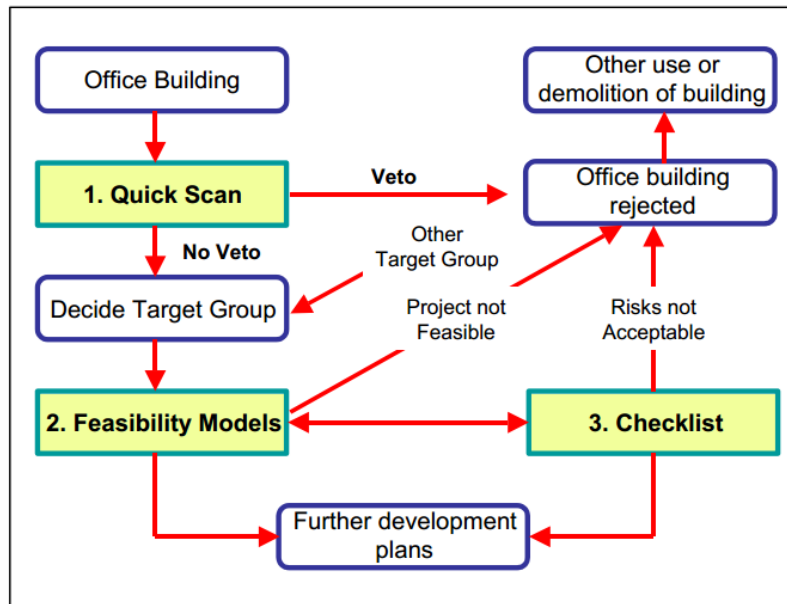 Office Building
Other use or
demolition of building
1. Quick Scan
Veto
Office building
rejected
No Veto
Other
Target Group
Decide Target Group
Project not
Feasible
Risks not
Acceptable
2. Feasibility Models
3. Checklist
Further development
plans